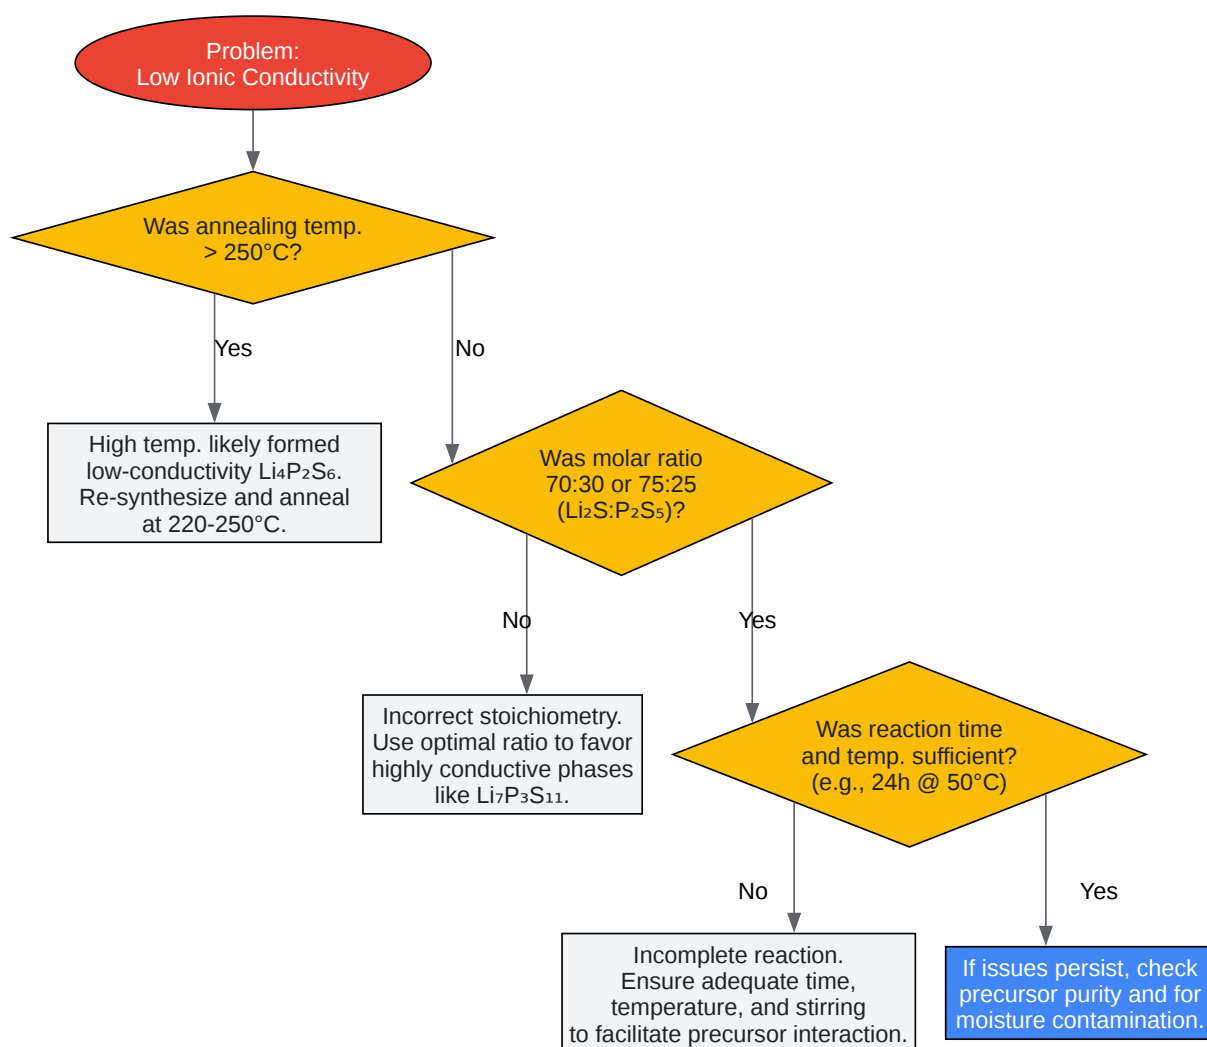 Problem:
Low Ionic Conductivity
Was annealing temp.
> 250°C?
Yes
No
High temp. likely formed
low-conductivity Li₄P₂S₆.
Re-synthesize and anneal
at 220-250°C.
Was molar ratio
70:30 or 75:25
(Li₂S:P₂S₅)?
No
Yes
Incorrect stoichiometry.
Use optimal ratio to favor
highly conductive phases
like Li₇P₃S₁₁.
Was reaction time
and temp. sufficient?
(e.g., 24h @ 50°C)
No
Yes
Incomplete reaction.
Ensure adequate time,
temperature, and stirring
to facilitate precursor interaction.
If issues persist, check
precursor purity and for
moisture contamination.